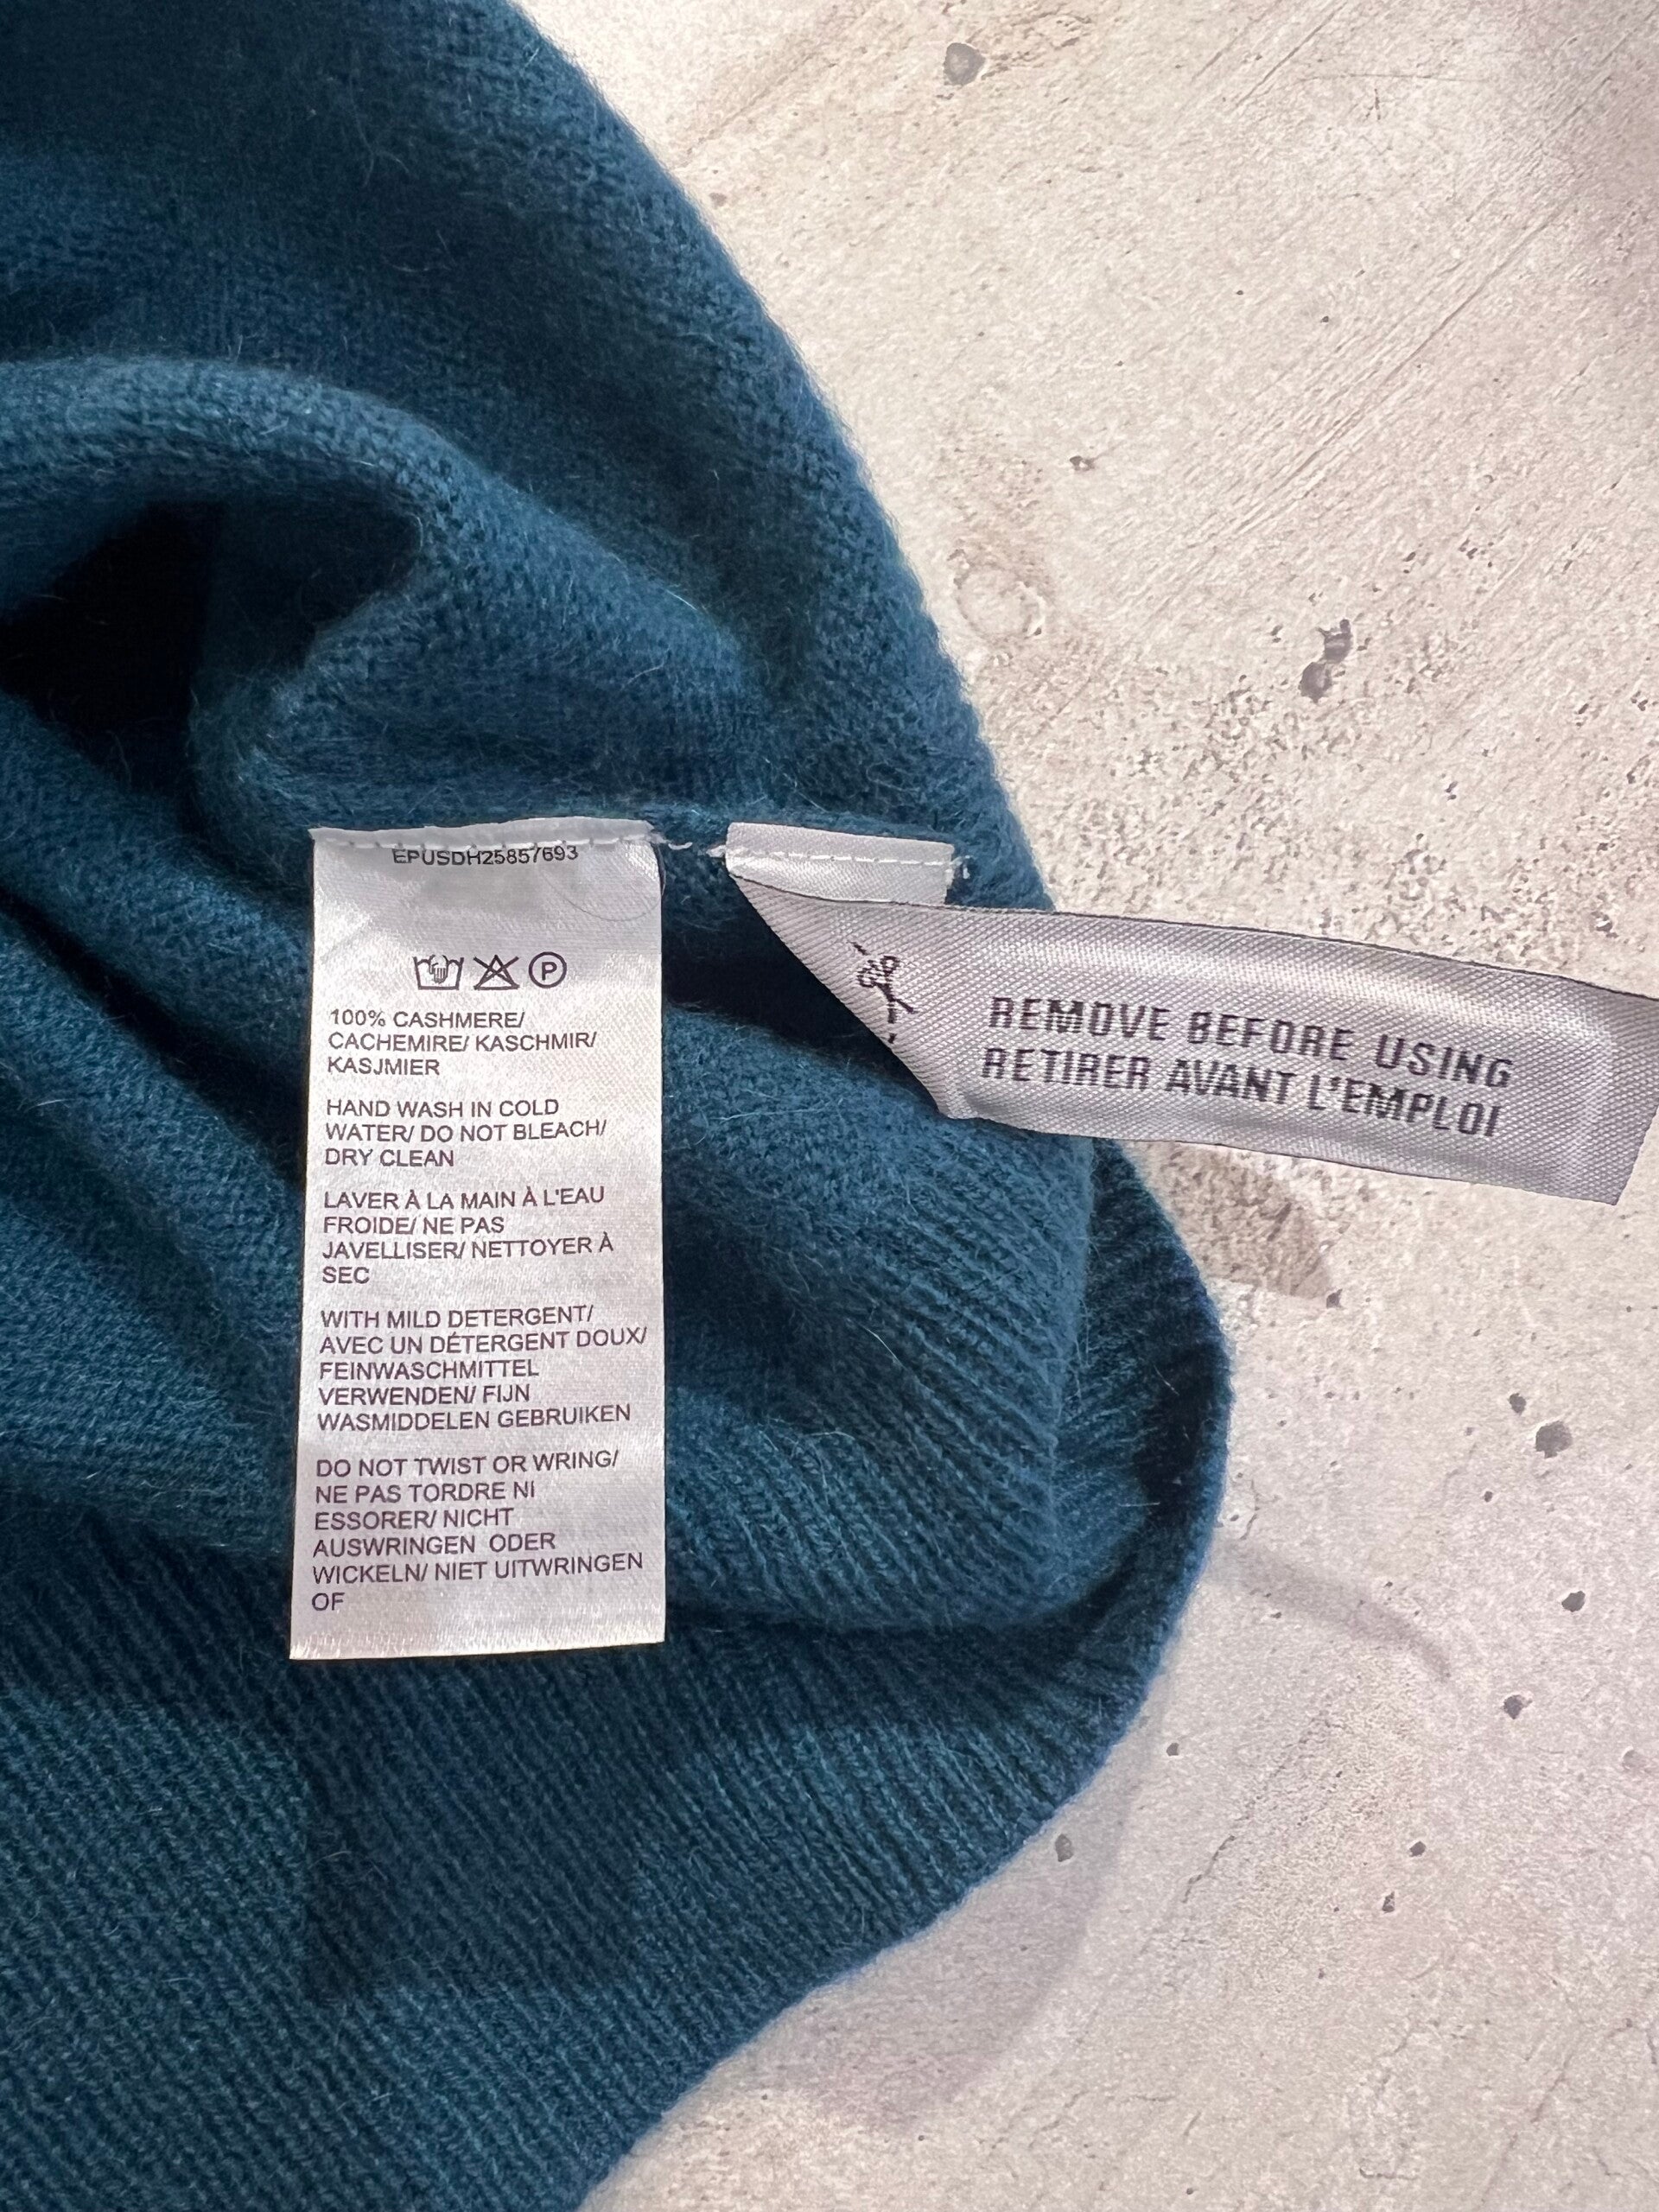 EPUSDH25857693
P
100% CASHMERE/
CACHEMIRE/ KASCHMIR/
KASJMIER
HAND WASH IN COLD
WATER/ DO NOT BLEACH/
DRY CLEAN
LAVER À LA MAIN À L'EAU
FROIDE/ NE PAS
JAVELLISER/ NETTOYER À
SEC
WITH MILD DETERGENT/
AVEC UN DÉTERGENT DOUX/
FEINWASCHMITTEL
VERWENDEN/ FIJN
WASMIDDELEN GEBRUIKEN
DO NOT TWIST OR WRING/
NE PAS TORDRE NI
ESSORER/ NICHT
AUSWRINGEN ODER
WICKELN/ NIET UITWRINGEN
OF
REMOVE BEFORE USING
RETIRER AVANT L'EMPLOI